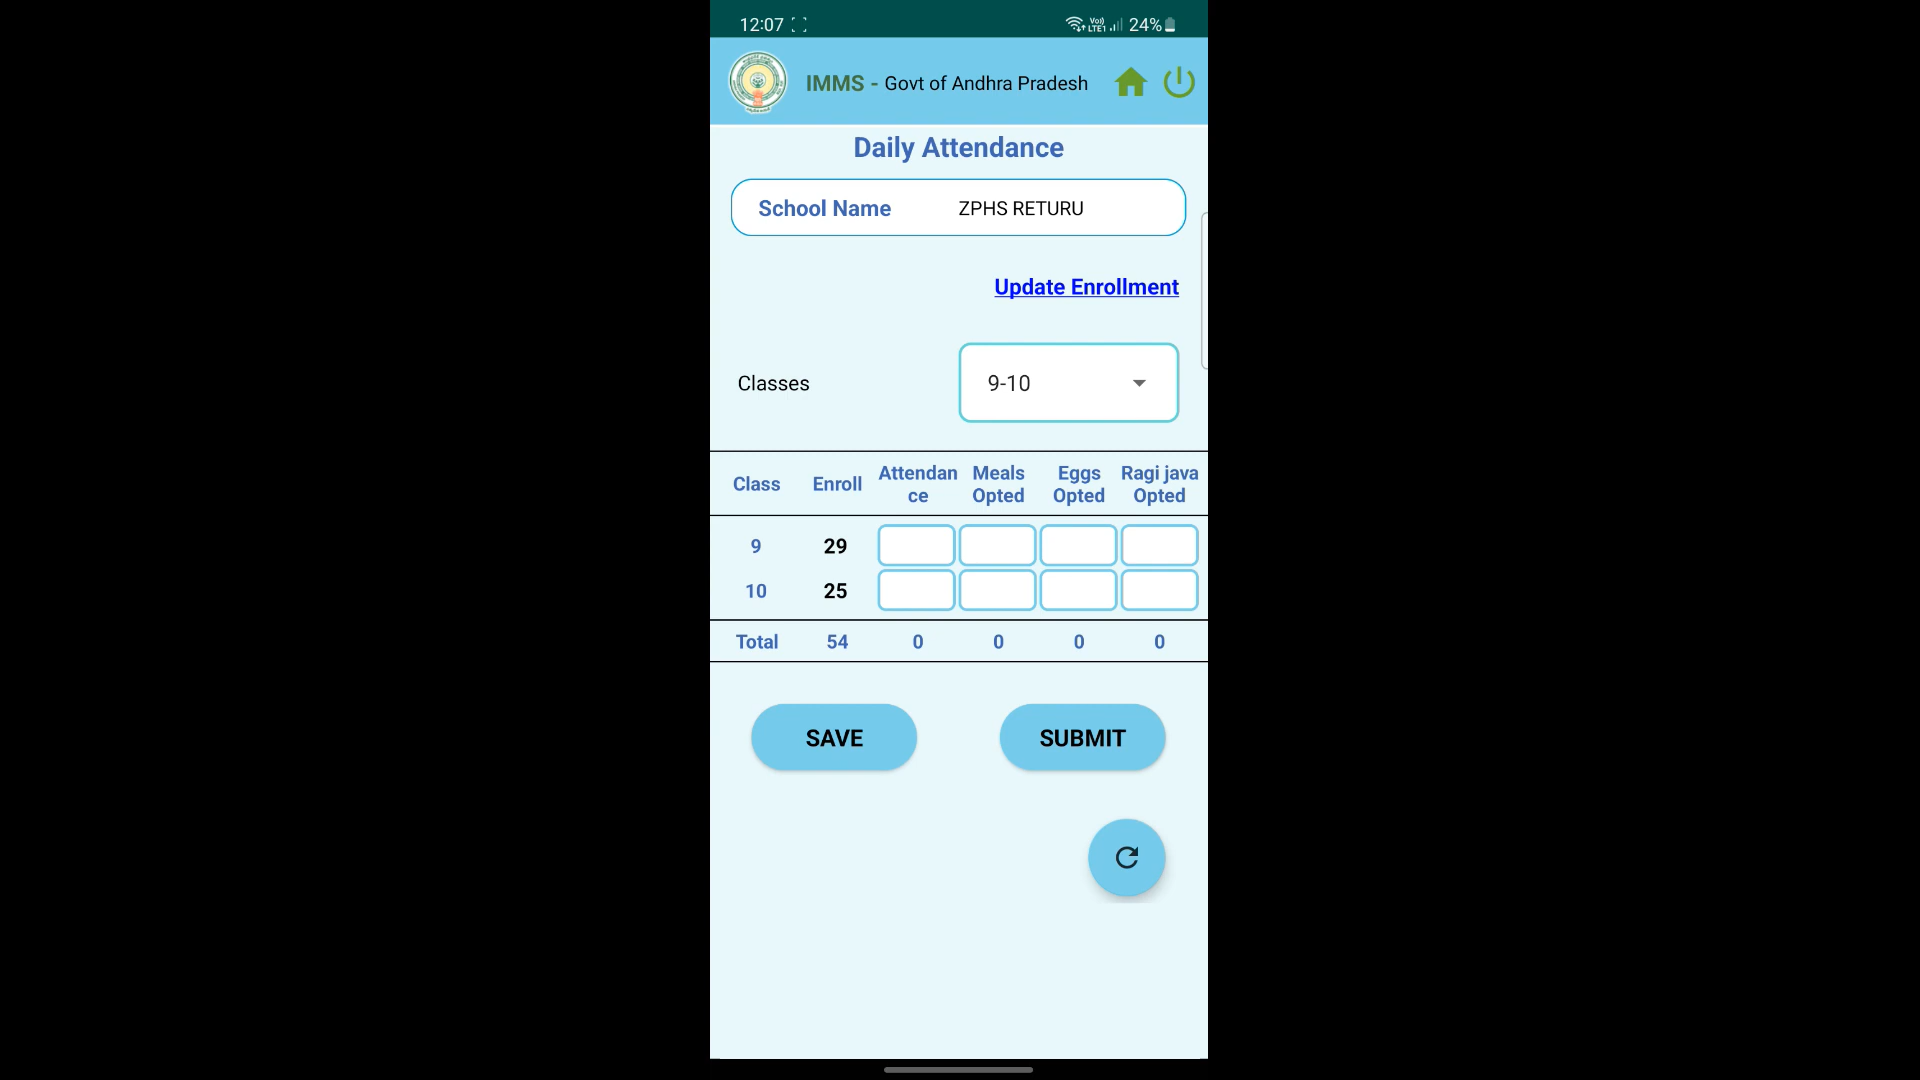 12:07 Vo)) LTE1 24%
IMMS - Govt of Andhra Pradesh
Daily Attendance
School Name ZPHS RETURU
Update Enrollment
Classes 9-10
Class Enroll Attendan ce Meals Opted Eggs Opted Ragi java Opted
9 29
10 25
Total 54 0 0 0 0
SAVE SUBMIT